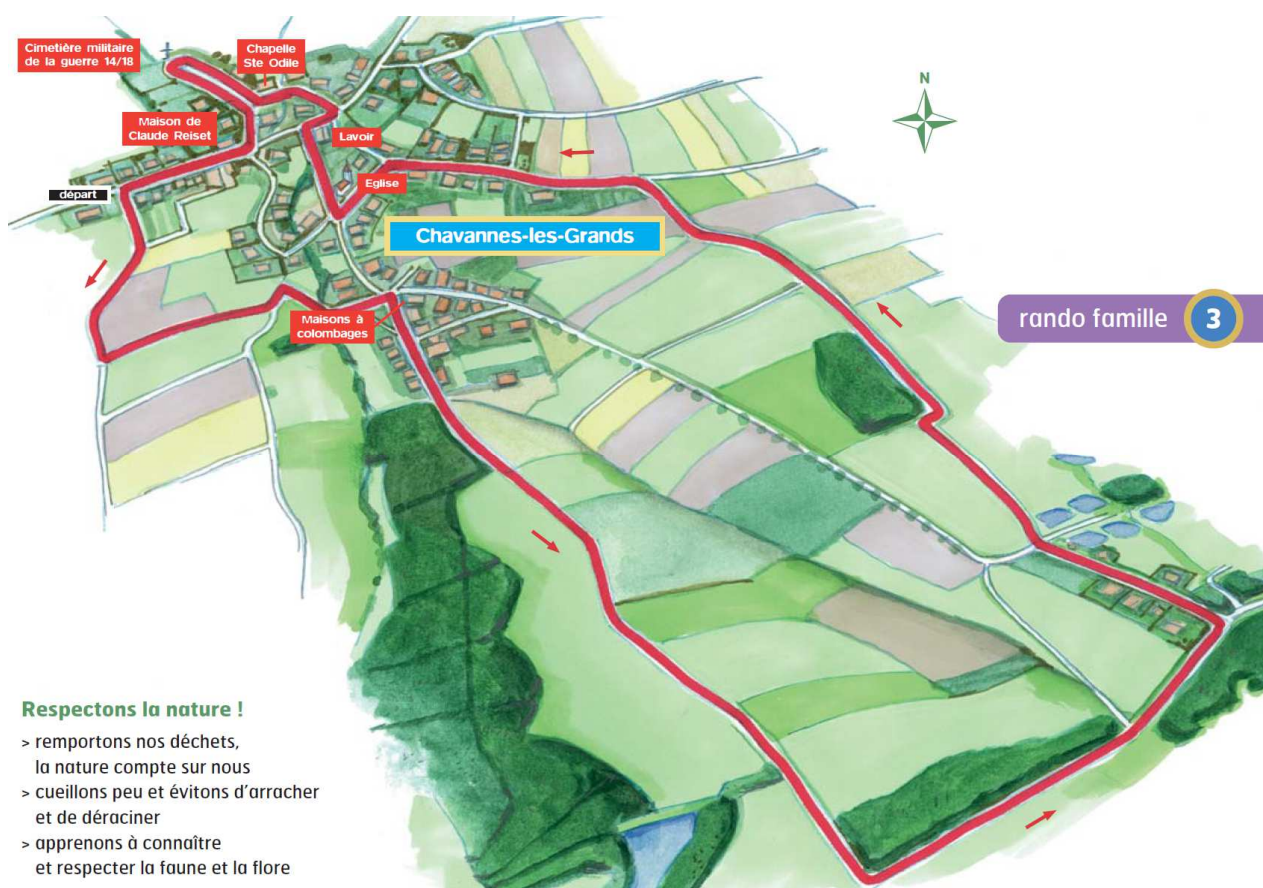 Cimetière militaire
de la guerre 14/18
Chapelle
Ste Odile
Maison de
Claude Reiset
Lavoir
N
départ
Eglise
Chavannes-les-Grands
Maisons à
colombages
rando famille 3
Respectons la nature !
> remportons nos déchets,
la nature compte sur nous
> cueillons peu et évitons d'arracher
et de déraciner
> apprenons à connaître
et respecter la faune et la flore